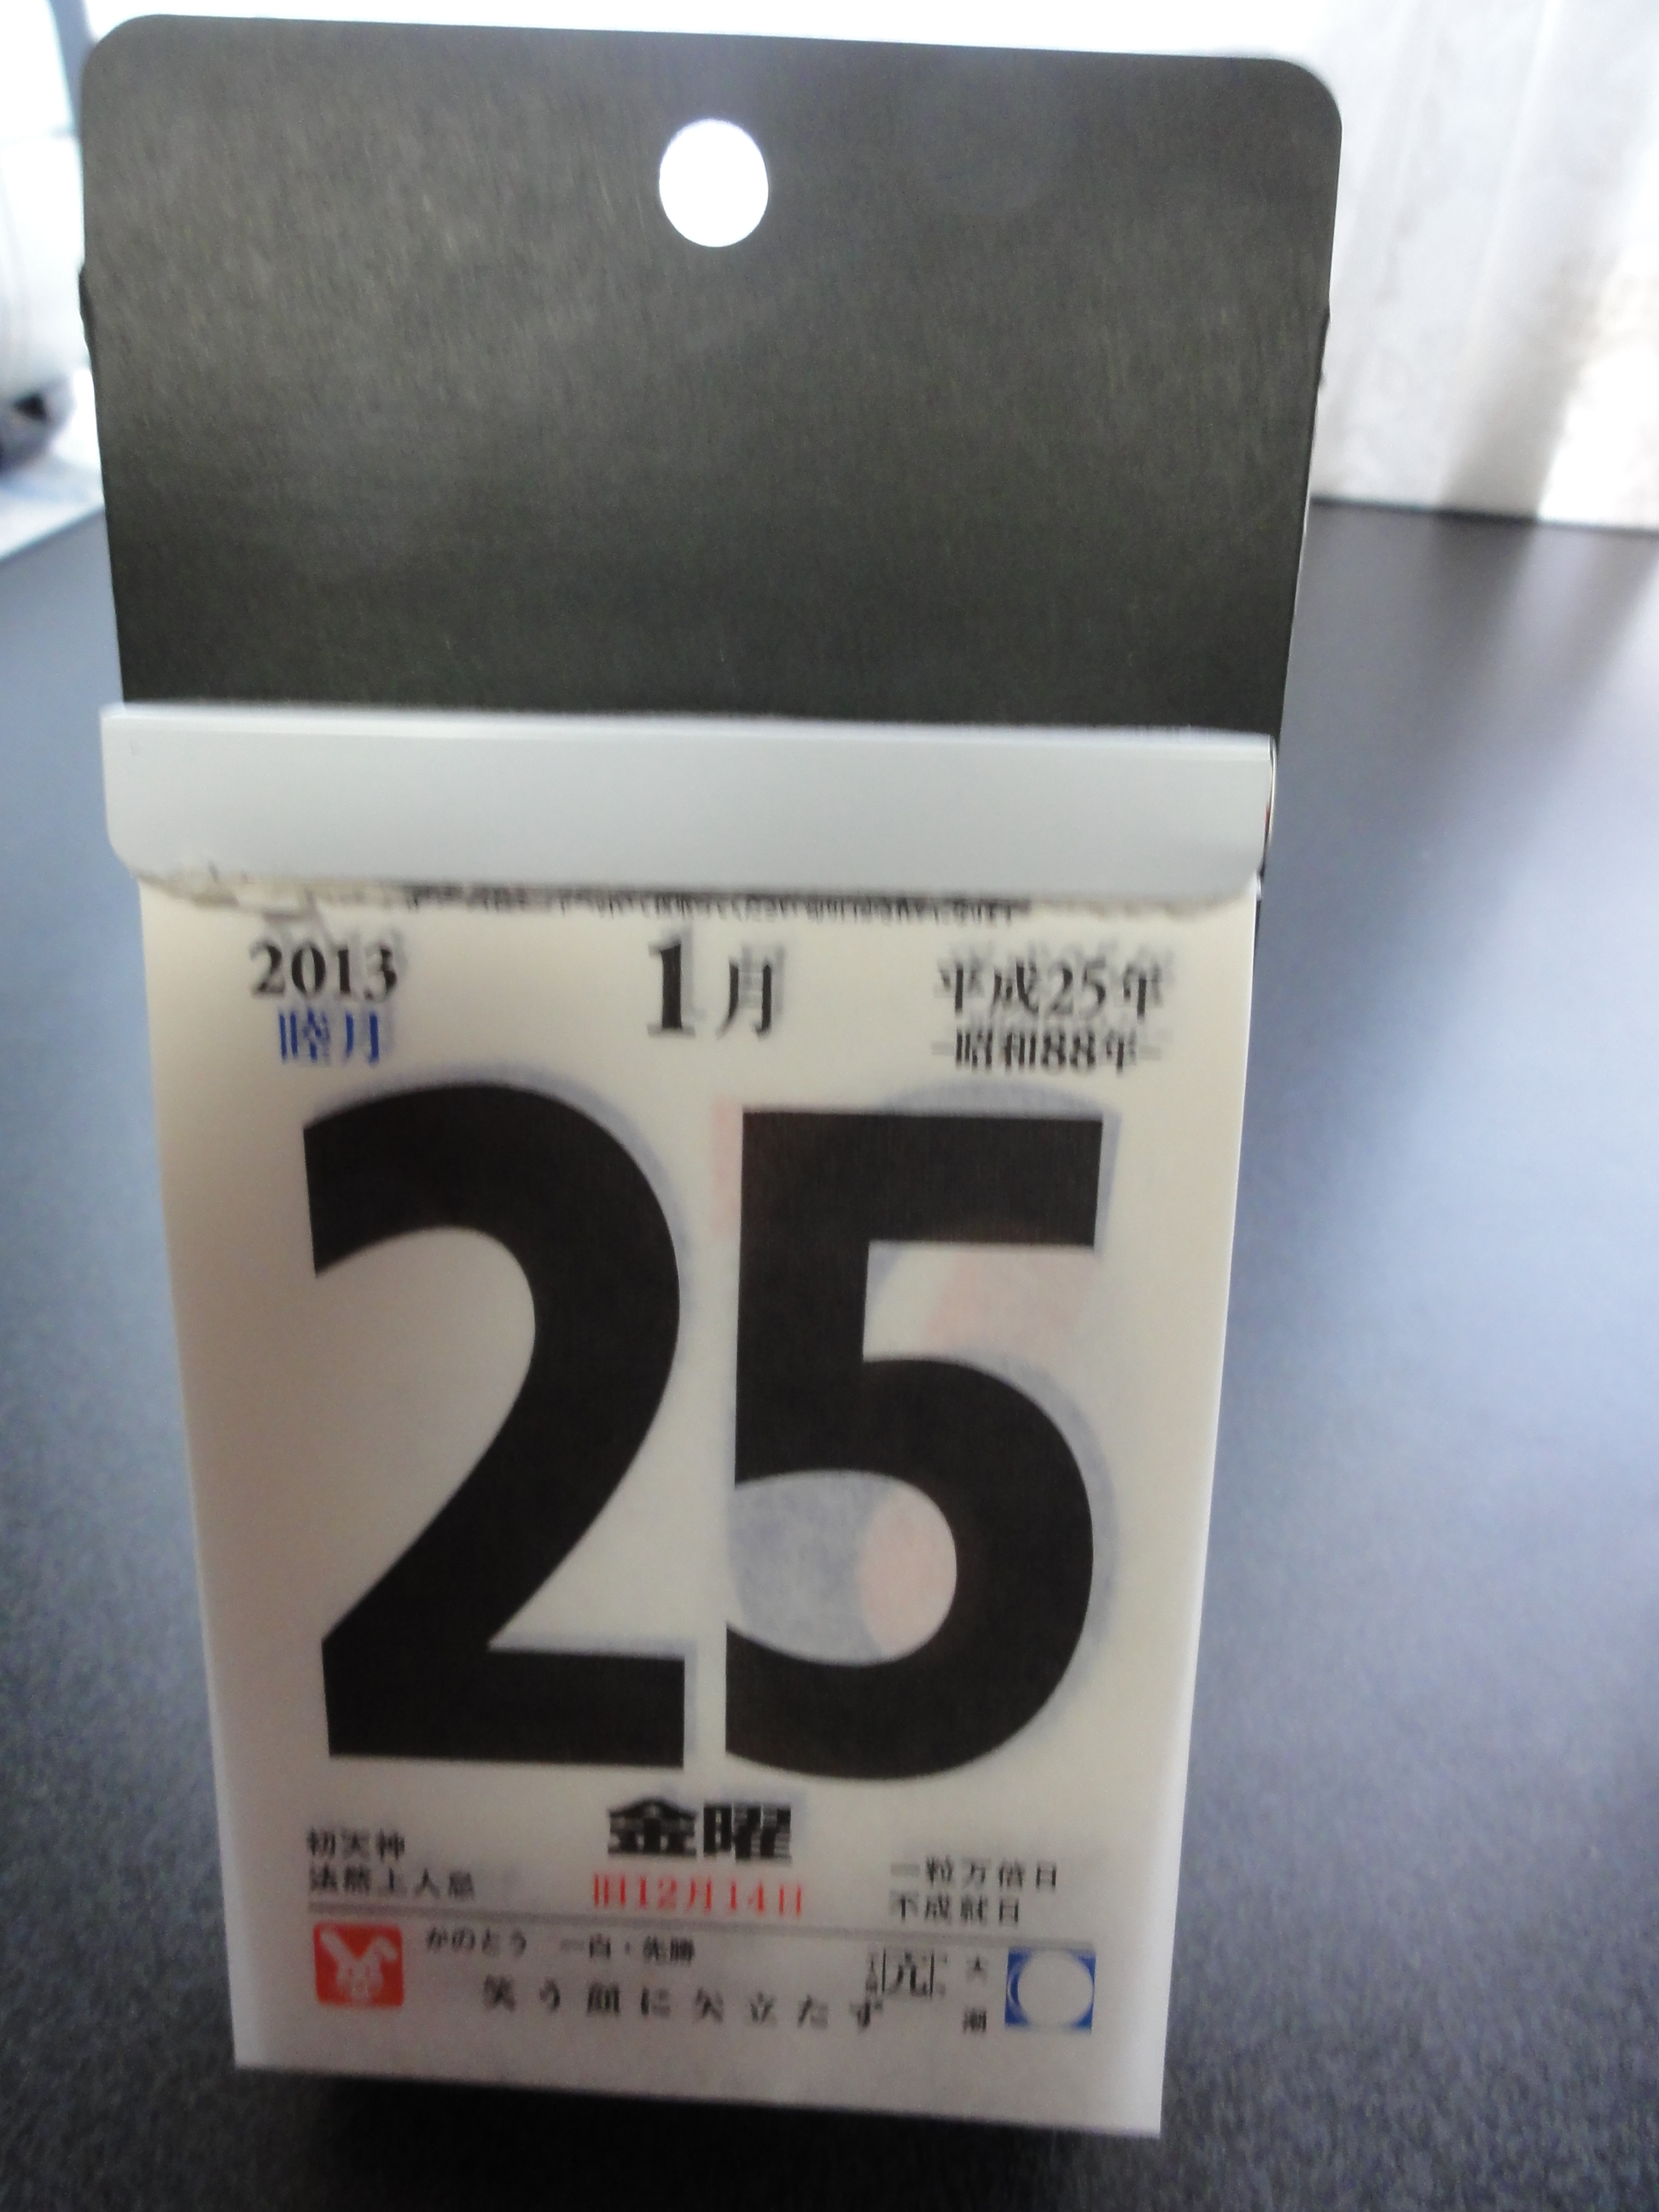 2013
睦月
1月
平成25年
昭和88年
25
金曜
旧12月14日
初天神
法然上人忌
一粒万倍日
不成就日
かのとう 一白・先勝
笑う顔に矢立たず
亢
大潮